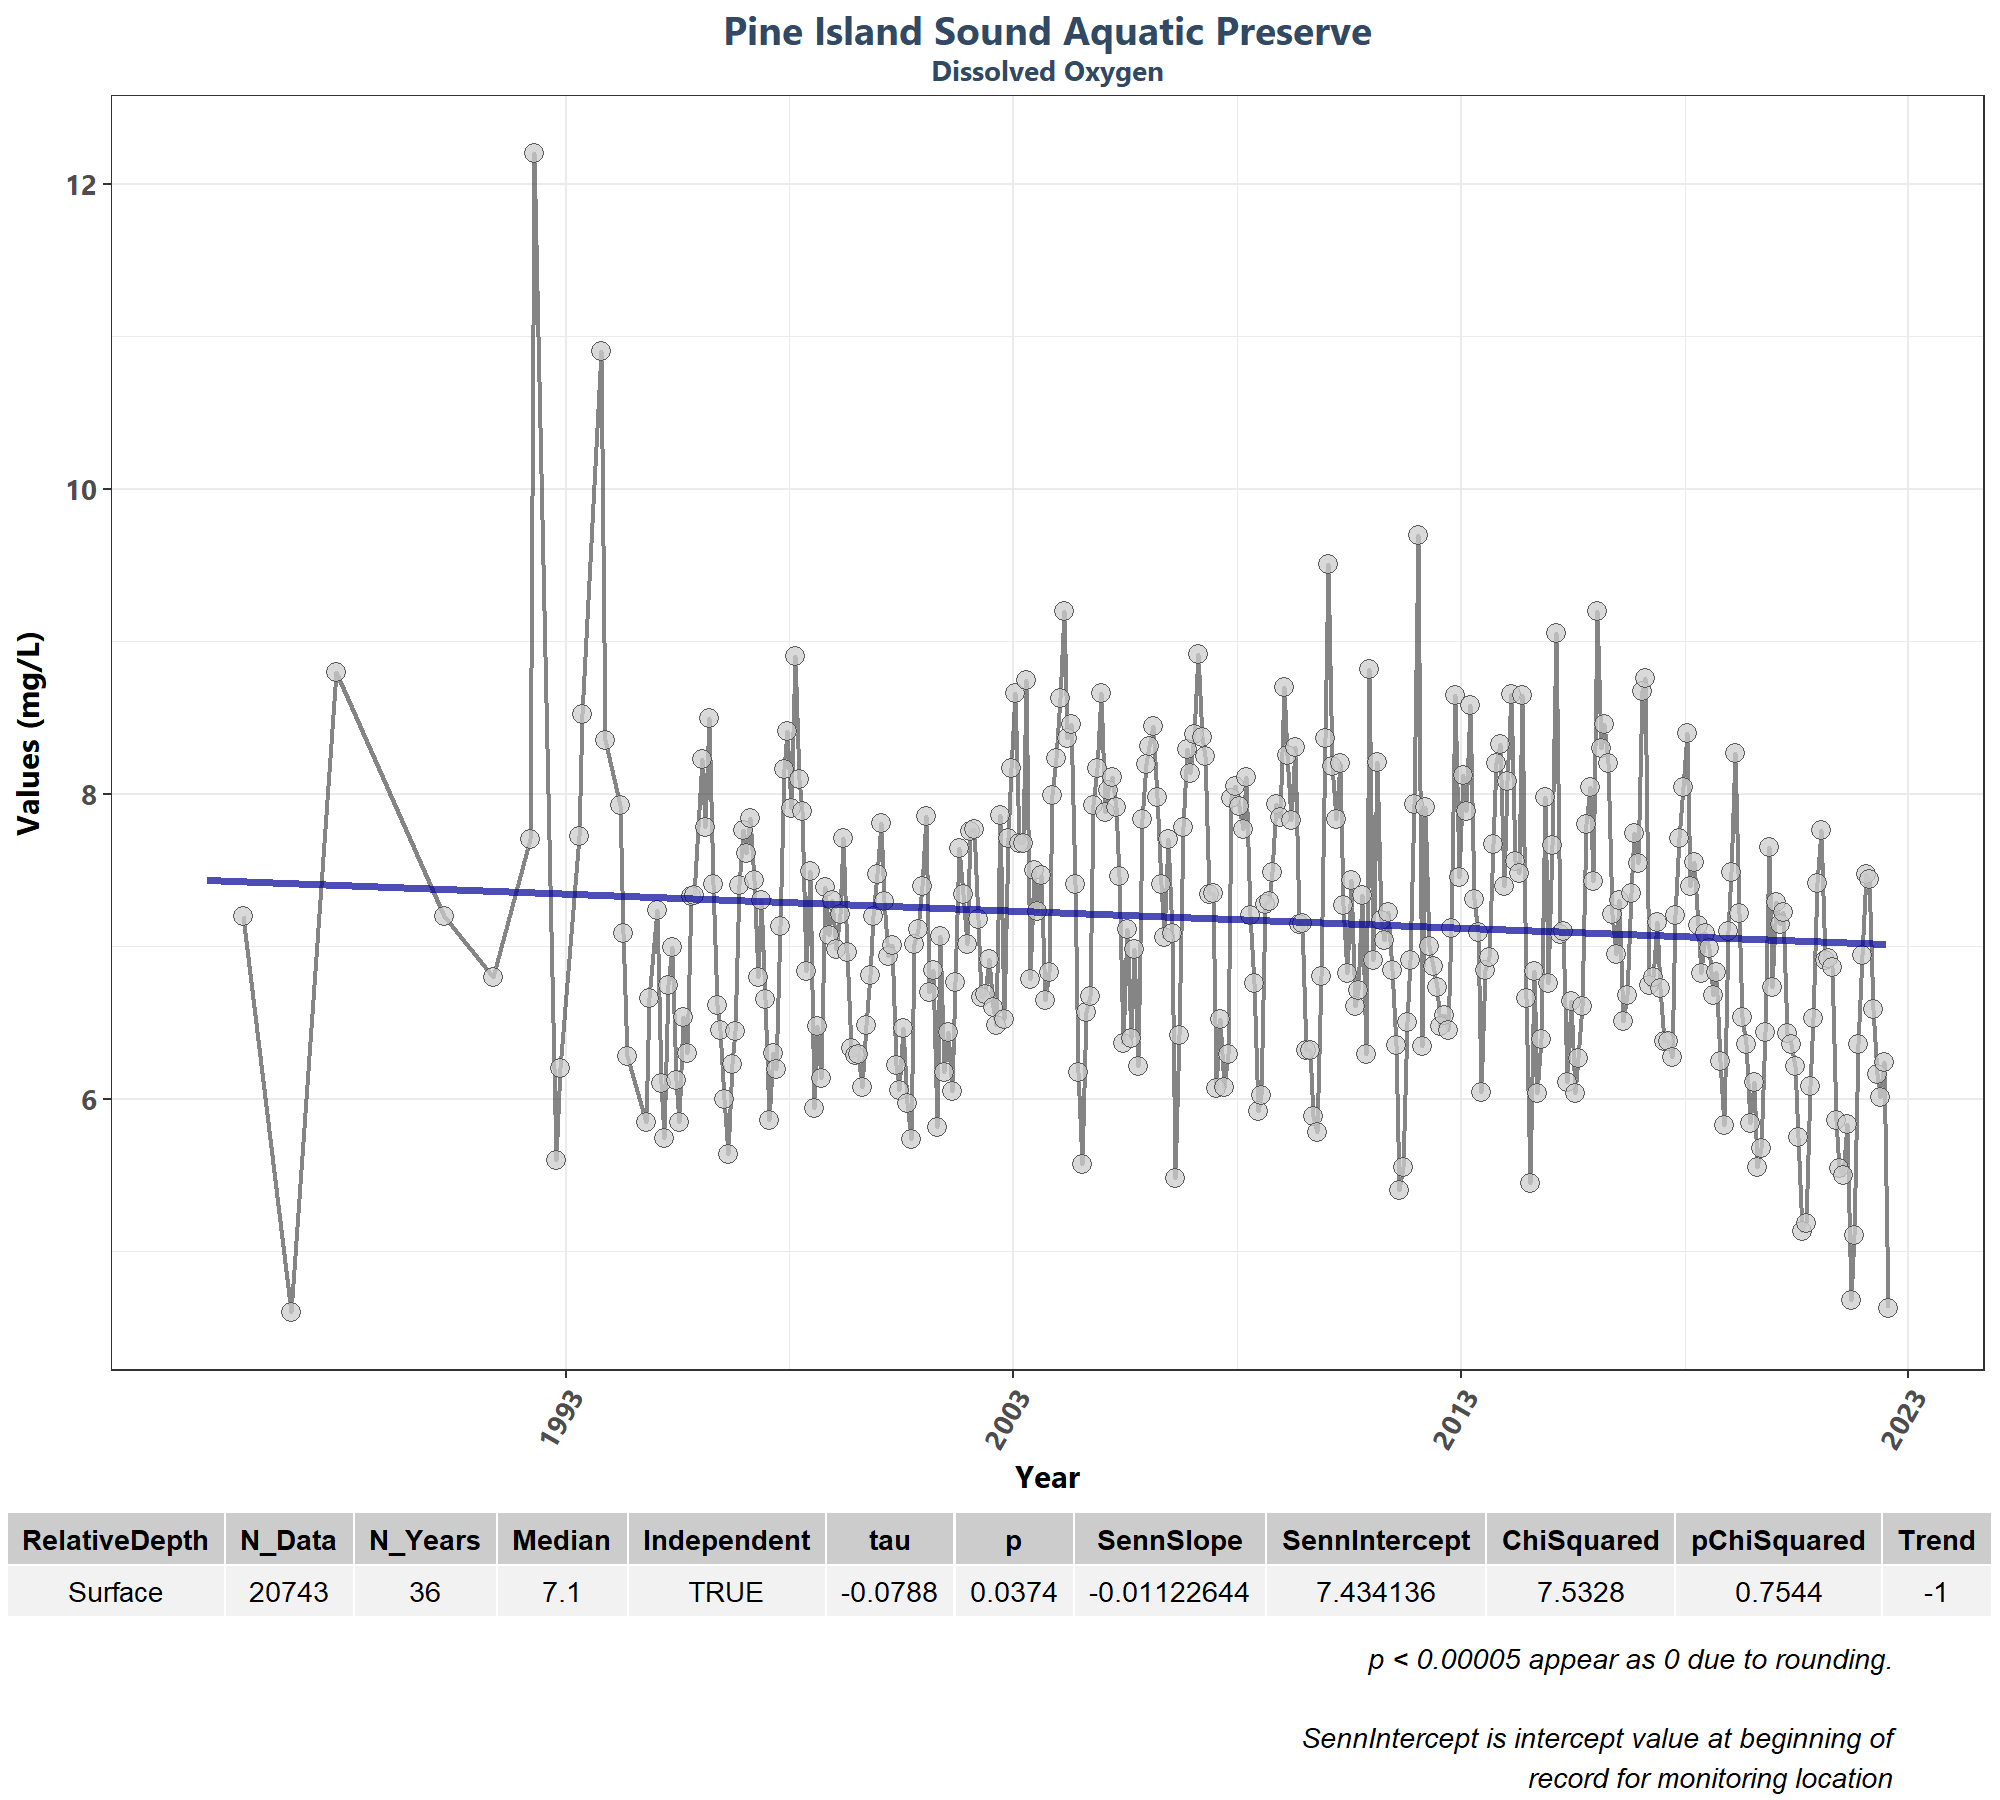 Pine Island Sound Aquatic Preserve
Dissolved Oxygen
Values (mg/L)
12
10
8
6
1993
2003
2013
2023
Year
RelativeDepth N_Data N_Years Median Independent tau p SennSlope SennIntercept ChiSquared pChiSquared Trend
Surface 20743 36 7.1 TRUE -0.0788 0.0374 -0.01122644 7.434136 7.5328 0.7544 -1
p < 0.00005 appear as 0 due to rounding.
SennIntercept is intercept value at beginning of
record for monitoring location